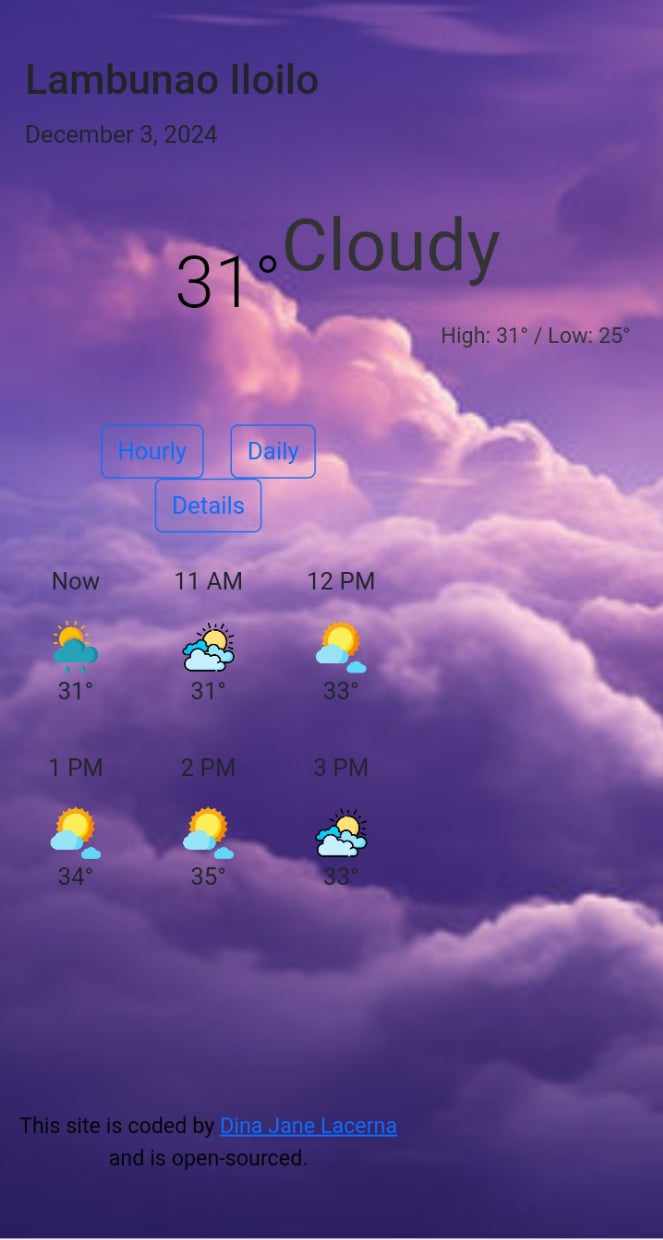 Lambunao Iloilo
December 3, 2024
31° Cloudy
High: 31° / Low: 25°
Hourly Daily
Details
Now 11 AM 12 PM
31° 31° 33°
1 PM 2 PM 3 PM
34° 35° 33°
This site is coded by Dina Jane Lacerna
and is open-sourced.